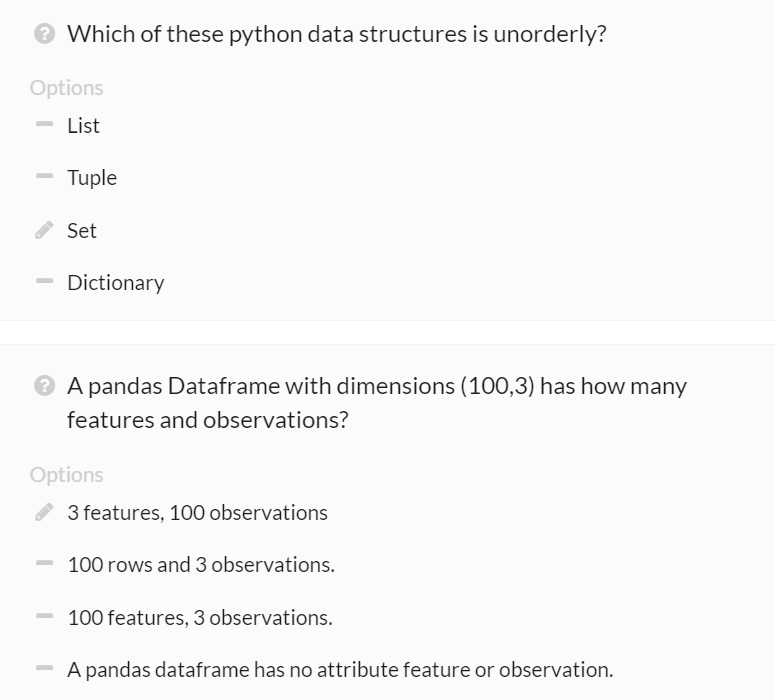 Which of these python data structures is unorderly?
Options
List
Tuple
Set
Dictionary
A pandas Dataframe with dimensions (100,3) has how many
features and observations?
Options
3 features, 100 observations
100 rows and 3 observations.
100 features, 3 observations.
A pandas dataframe has no attribute feature or observation.